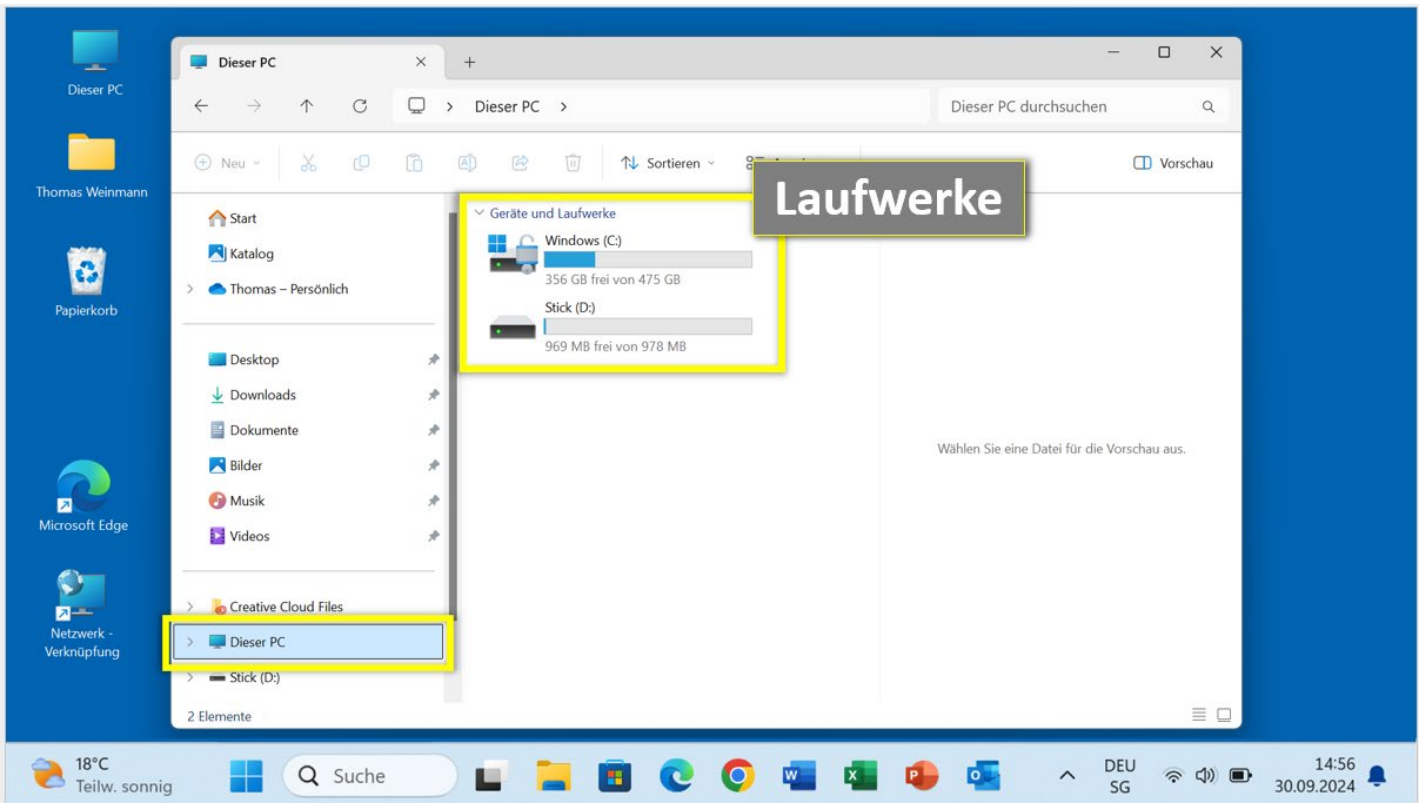 Dieser PC
Thomas Weinmann
Papierkorb
Microsoft Edge
Netzwerk -
Verknüpfung
Dieser PC
Dieser PC
Dieser PC durchsuchen
Neu
Sortieren
Vorschau
Laufwerke
Start
Katalog
Thomas – Persönlich
Desktop
Downloads
Dokumente
Bilder
Musik
Videos
Creative Cloud Files
Dieser PC
Stick (D:)
Geräte und Laufwerke
Windows (C:)
356 GB frei von 475 GB
Stick (D:)
969 MB frei von 978 MB
Wählen Sie eine Datei für die Vorschau aus.
2 Elemente
18°C
Teilw. sonnig
Suche
DEU
SG
14:56
30.09.2024